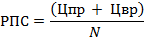 РПС = (Цпр + Цвр) / N